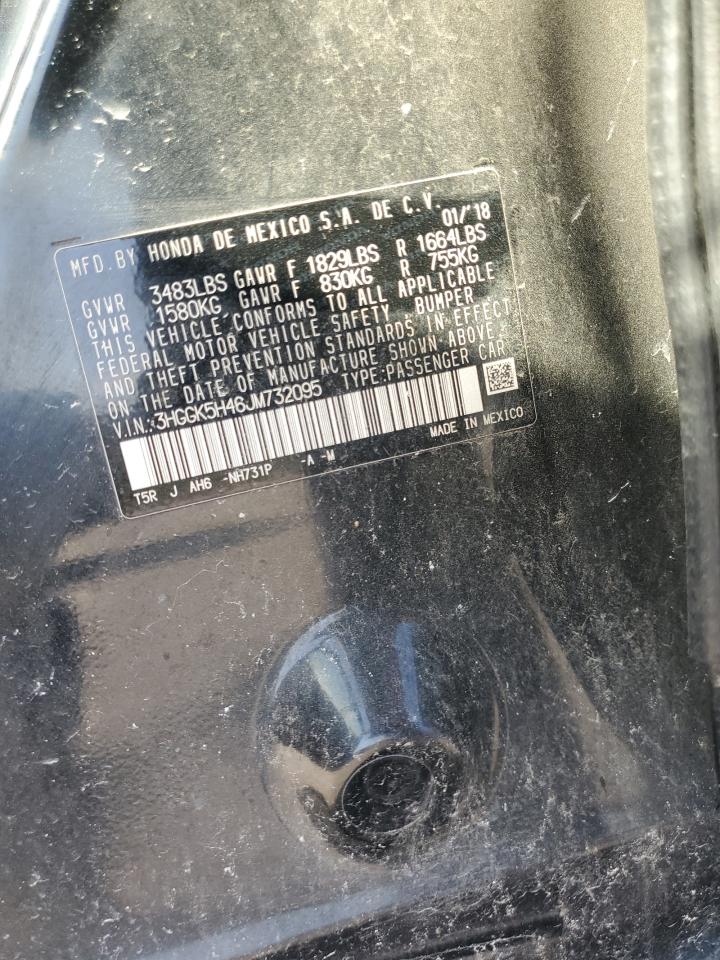 MFD. BY HONDA DE MEXICO S.A. DE C.V. 01/'18
GVWR 3483LBS GAWR F 1829LBS R 1664LBS
GVWR 1580KG GAWR F 830KG R 755KG
THIS VEHICLE CONFORMS TO ALL APPLICABLE
FEDERAL MOTOR VEHICLE SAFETY, BUMPER
AND THEFT PREVENTION STANDARDS IN EFFECT
ON THE DATE OF MANUFACTURE SHOWN ABOVE.
V.I.N.:3HGGK5H46JM732095 TYPE:PASSENGER CAR
T5R J AH6 -NH731P -A -M MADE IN MEXICO